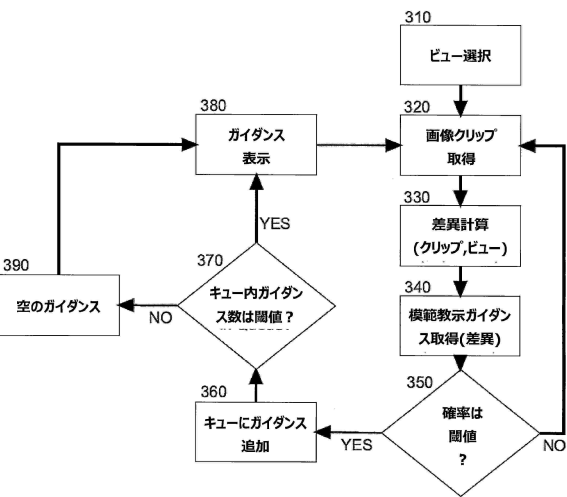 310
ビュー選択
320
画像クリップ
取得
330
差異計算
(クリップ,ビュー)
340
模範教示ガイダン
ス取得(差異)
350
確率は
閾値
?
YES
NO
360
キューにガイダンス
追加
370
キュー内ガイダン
ス数は閾値？
YES
NO
380
ガイダンス
表示
390
空のガイダンス